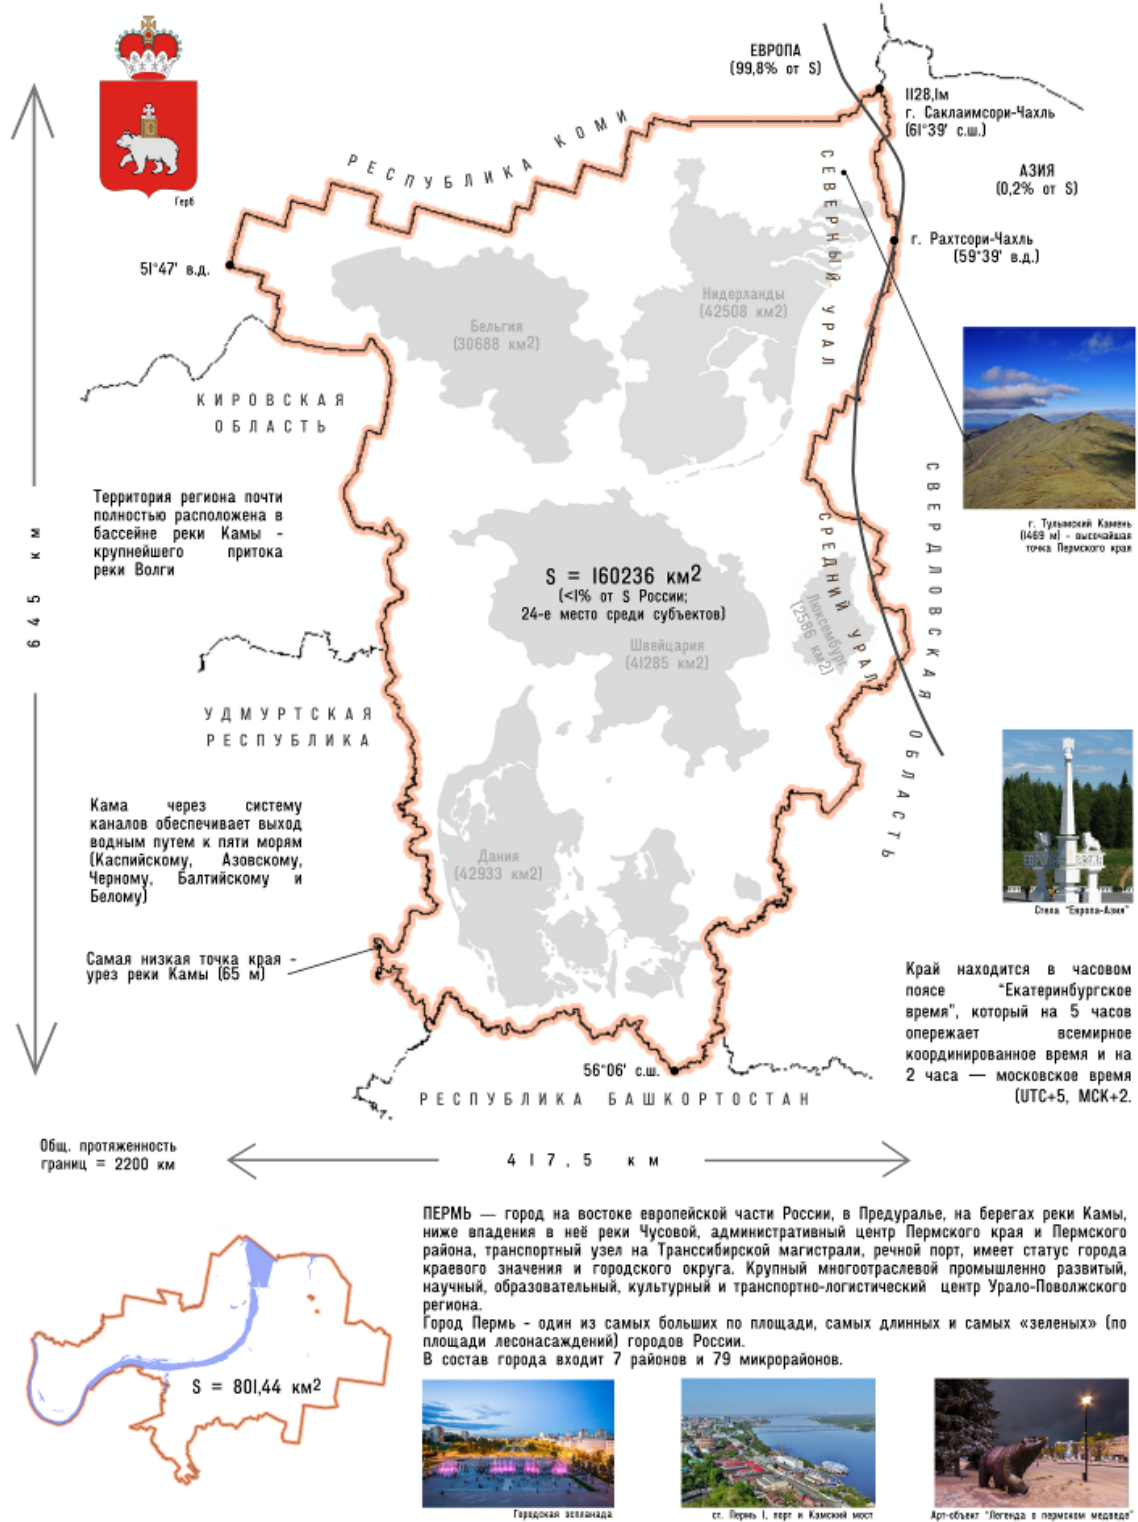 ЕВРОПА
(99,8% от S)
1128,1м
г. Саклаимсори-Чахль
(61°39' с.ш.)
АЗИЯ
(0,2% от S)
РЕСПУБЛИКА КОМИ
Герб
51°47' в.д.
г. Рахтсори-Чахль
(59°39' в.д.)
СЕВЕРНЫЙ УРАЛ
Нидерланды
(42508 км2)
Бельгия
(30688 км2)
КИРОВСКАЯ
ОБЛАСТЬ
Территория региона почти
полностью расположена в
бассейне реки Камы -
крупнейшего притока
реки Волги
645 км
г. Тулымский Камень
(1469 м) - высочайшая
точка Пермского края
СВЕРДЛОВСКАЯ ОБЛАСТЬ
СРЕДНИЙ УРАЛ
S = 160236 км2
(<1% от S России;
24-е место среди субъектов)
Люксембург
(2586 км2)
Швейцария
(41285 км2)
УДМУРТСКАЯ
РЕСПУБЛИКА
Кама через систему
каналов обеспечивает выход
водным путем к пяти морям
(Каспийскому, Азовскому,
Черному, Балтийскому и
Белому)
Дания
(42933 км2)
ЕВРОПА АЗИЯ
Стела "Европа-Азия"
Самая низкая точка края -
урез реки Камы (65 м)
Край находится в часовом
поясе "Екатеринбургское
время", который на 5 часов
опережает всемирное
координированное время и на
2 часа — московское время
(UTC+5, МСК+2.
56°06' с.ш.
РЕСПУБЛИКА БАШКОРТОСТАН
Общ. протяженность
границ = 2200 км
417,5 км
ПЕРМЬ — город на востоке европейской части России, в Предуралье, на берегах реки Камы,
ниже впадения в неё реки Чусовой, административный центр Пермского края и Пермского
района, транспортный узел на Транссибирской магистрали, речной порт, имеет статус города
краевого значения и городского округа. Крупный многоотраслевой промышленно развитый,
научный, образовательный, культурный и транспортно-логистический центр Урало-Поволжского
региона.
Город Пермь - один из самых больших по площади, самых длинных и самых «зеленых» (по
площади лесонасаждений) городов России.
В состав города входит 7 районов и 79 микрорайонов.
S = 801,44 км2
Городская эспланада
ст. Пермь I, порт и Камский мост
Арт-объект "Легенда о пермском медведе"